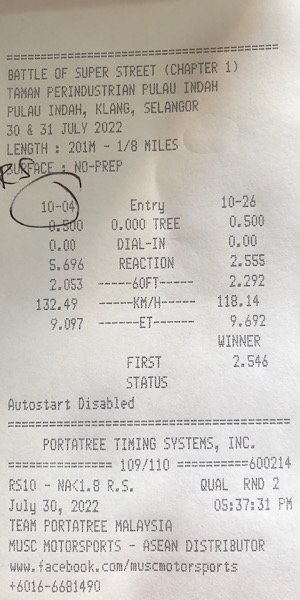 ========================================
BATTLE OF SUPER STREET (CHAPTER 1)
TAMAN PERINDUSTRIAN PULAU INDAH
PULAU INDAH, KLANG, SELANGOR
30 & 31 JULY 2022
LENGTH : 201M - 1/8 MILES
SURFACE : NO-PREP
RS
10-04 Entry 10-26
0.500 0.000 TREE 0.500
0.00 DIAL-IN 0.00
5.696 REACTION 2.555
2.053 ------60FT------ 2.292
132.49 ------KM/H------ 118.14
9.097 -------ET------- 9.692
WINNER
FIRST 2.546
STATUS
Autostart Disabled
========================================
PORTATREE TIMING SYSTEMS, INC.
=============== 109/110 ==========600214
RS10 - NA<1.8 R.S. QUAL RND 2
July 30, 2022 05:37:31 PM
TEAM PORTATREE MALAYSIA
MUSC MOTORSPORTS - ASEAN DISTRIBUTOR
www.facebook.com/muscmotorsports
+6016-6681490